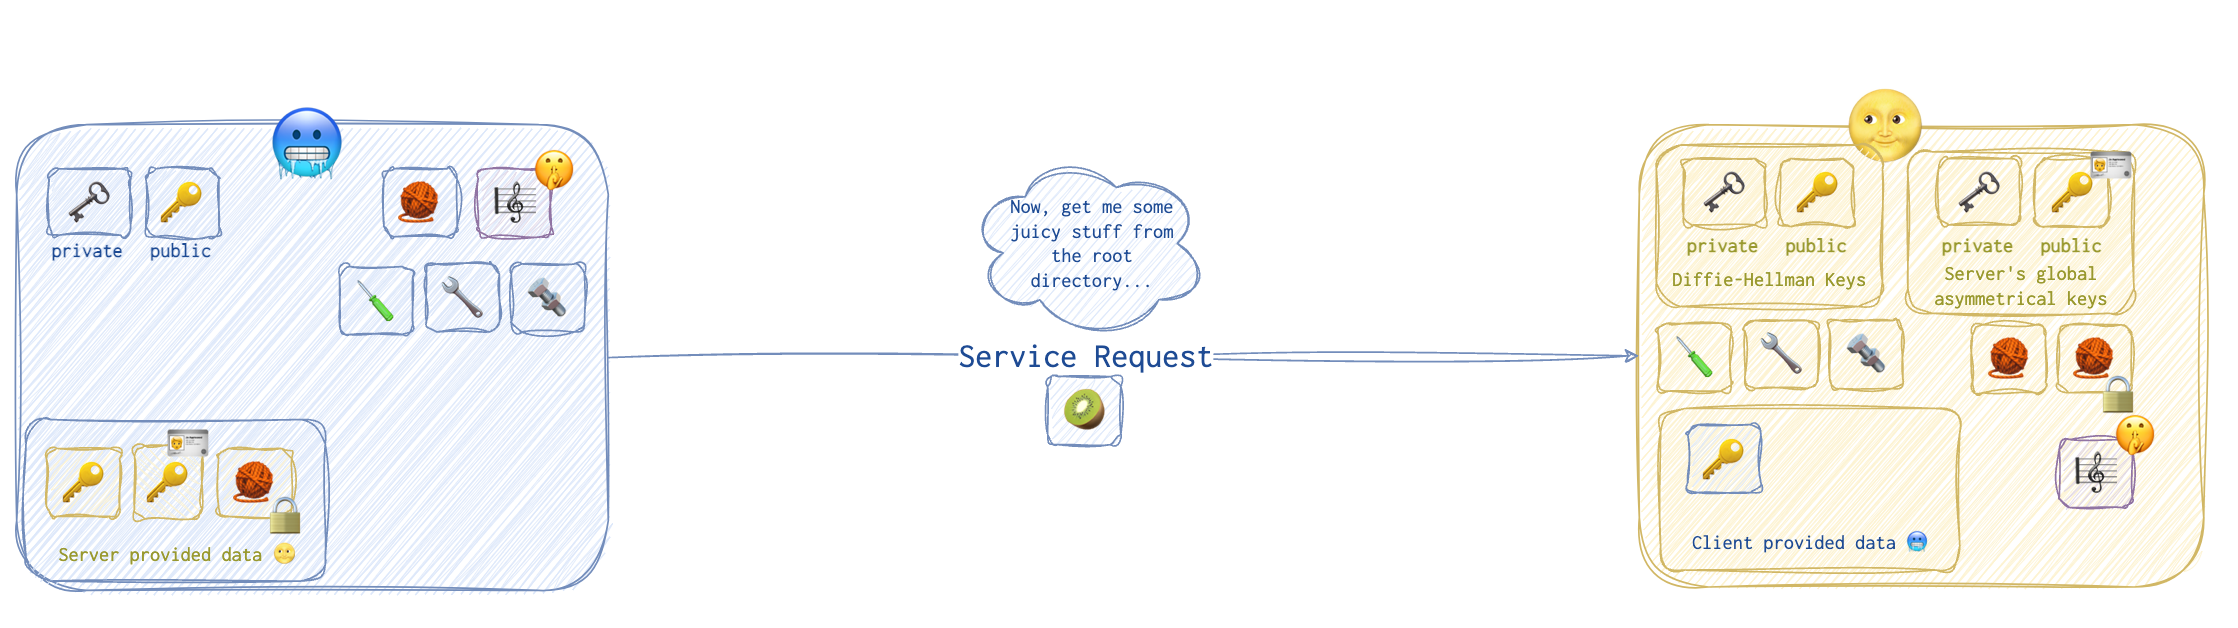 private public
Now, get me some
juicy stuff from
the root
directory...
Service Request
Server provided data
private public
Diffie-Hellman Keys
private public
Server's global
asymmetrical keys
Client provided data